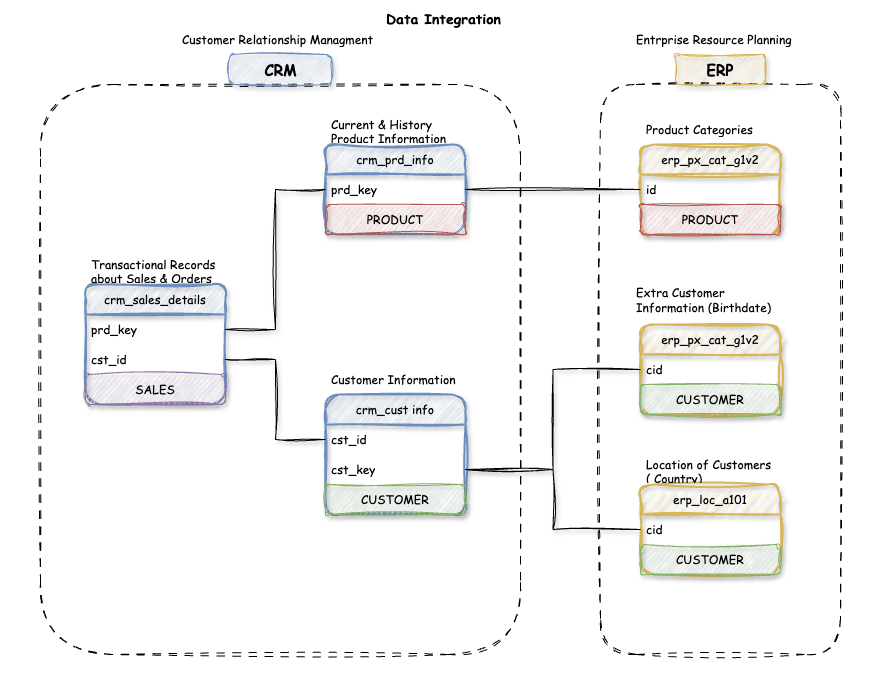 Data Integration
Customer Relationship Managment
CRM
Entrprise Resource Planning
ERP
Current & History
Product Information
crm_prd_info
prd_key
PRODUCT
Product Categories
erp_px_cat_g1v2
id
PRODUCT
Transactional Records
about Sales & Orders
crm_sales_details
prd_key
cst_id
SALES
Extra Customer
Information (Birthdate)
erp_px_cat_g1v2
cid
CUSTOMER
Customer Information
crm_cust info
cst_id
cst_key
CUSTOMER
Location of Customers
( Country)
erp_loc_a101
cid
CUSTOMER